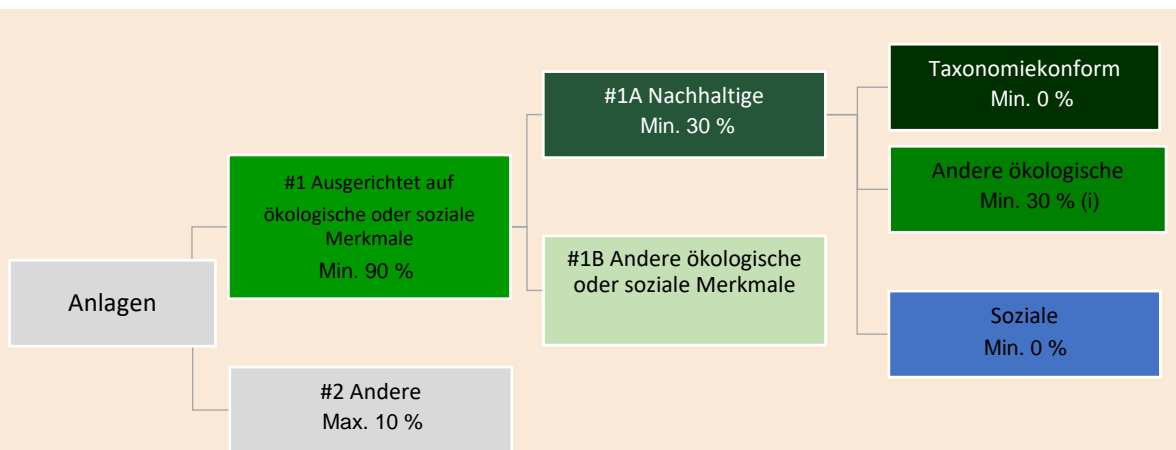 Anlagen
#1 Ausgerichtet auf
ökologische oder soziale
Merkmale
Min. 90 %
#2 Andere
Max. 10 %
#1A Nachhaltige
Min. 30 %
#1B Andere ökologische
oder soziale Merkmale
Taxonomiekonform
Min. 0 %
Andere ökologische
Min. 30 % (i)
Soziale
Min. 0 %